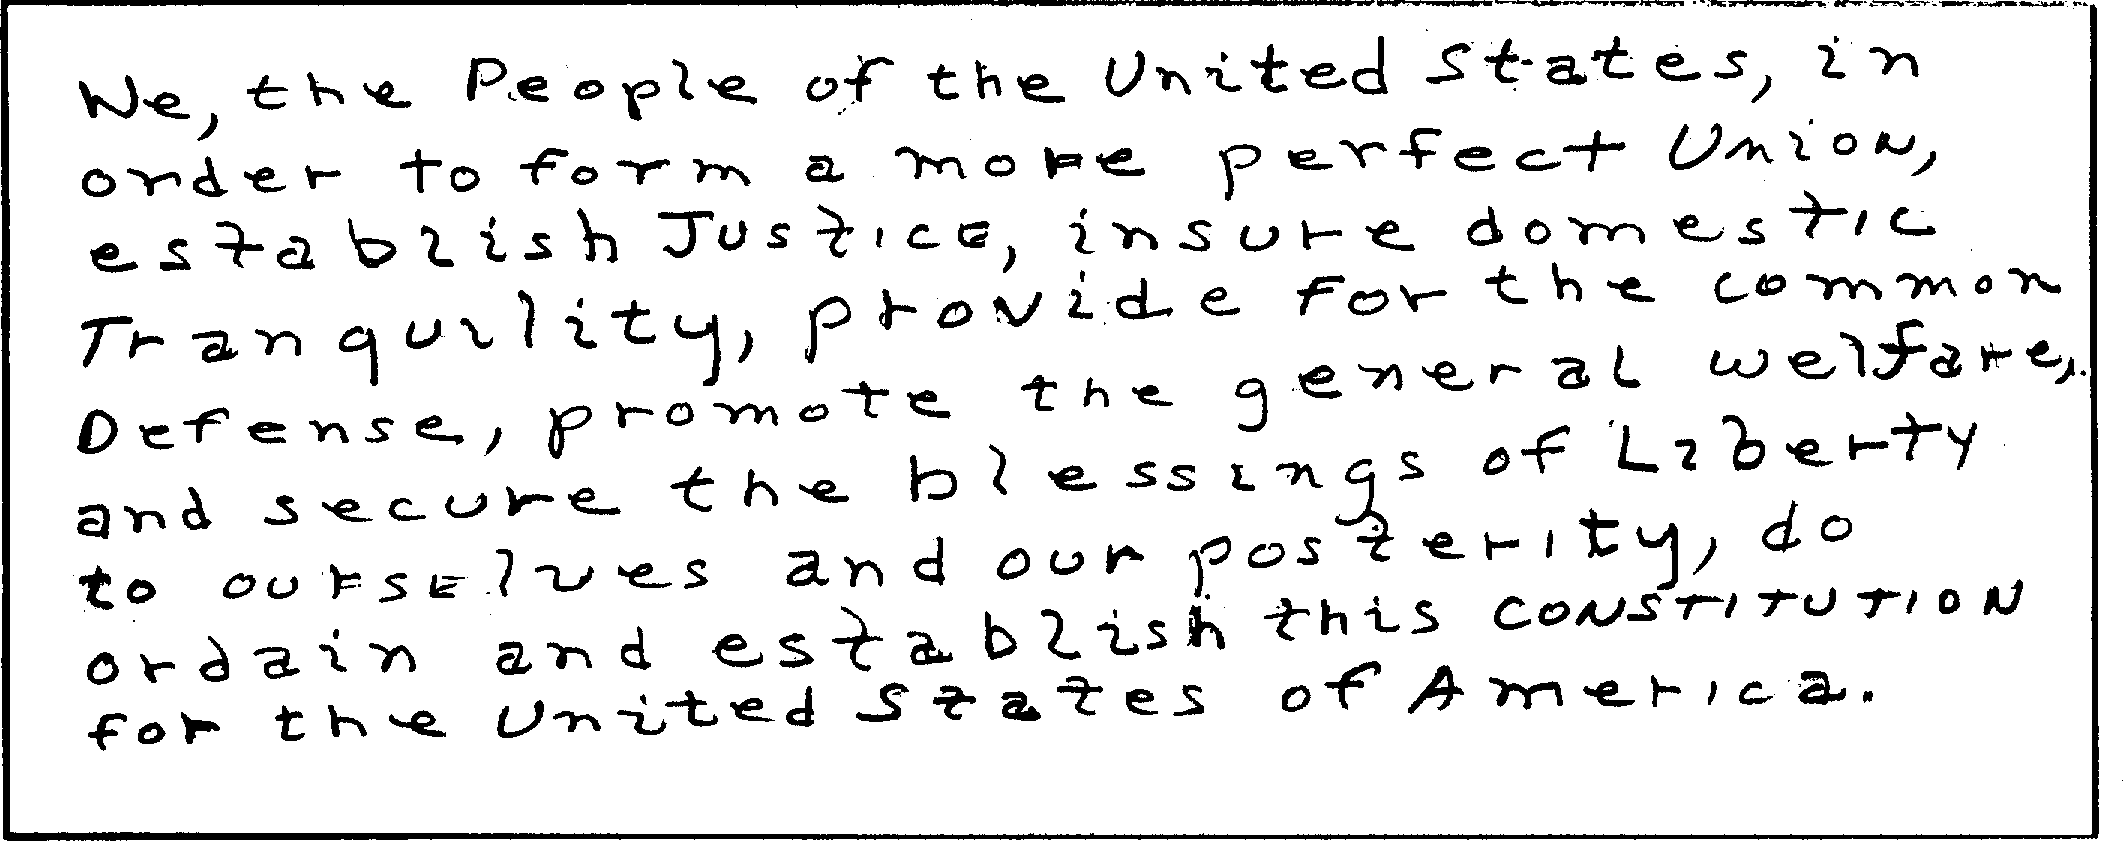 We, the People of the United States, in
order to form a more perfect Union,
establish Justice, insure domestic
Tranquility, provide for the common
Defense, promote the general welfare,
and secure the blessings of Liberty
to ourselves and our posterity, do
ordain and establish this CONSTITUTION
for the United States of America.